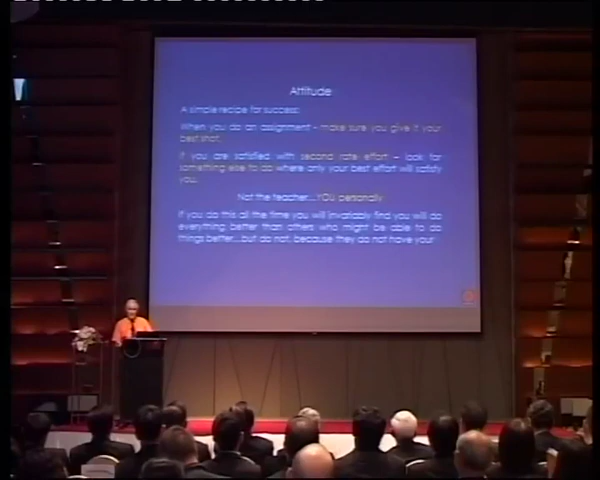 Attitude
A simple recipe for success:
When you do an assignment - make sure you give it your
best shot.
If you are satisfied with second rate effort – look for
something else to do where only your best effort will satisfy
you.
Not the teacher...YOU personally
If you do this all the time you will invariably find you will do
everything better than others who might be able to do
things better...but do not, because they do not have your